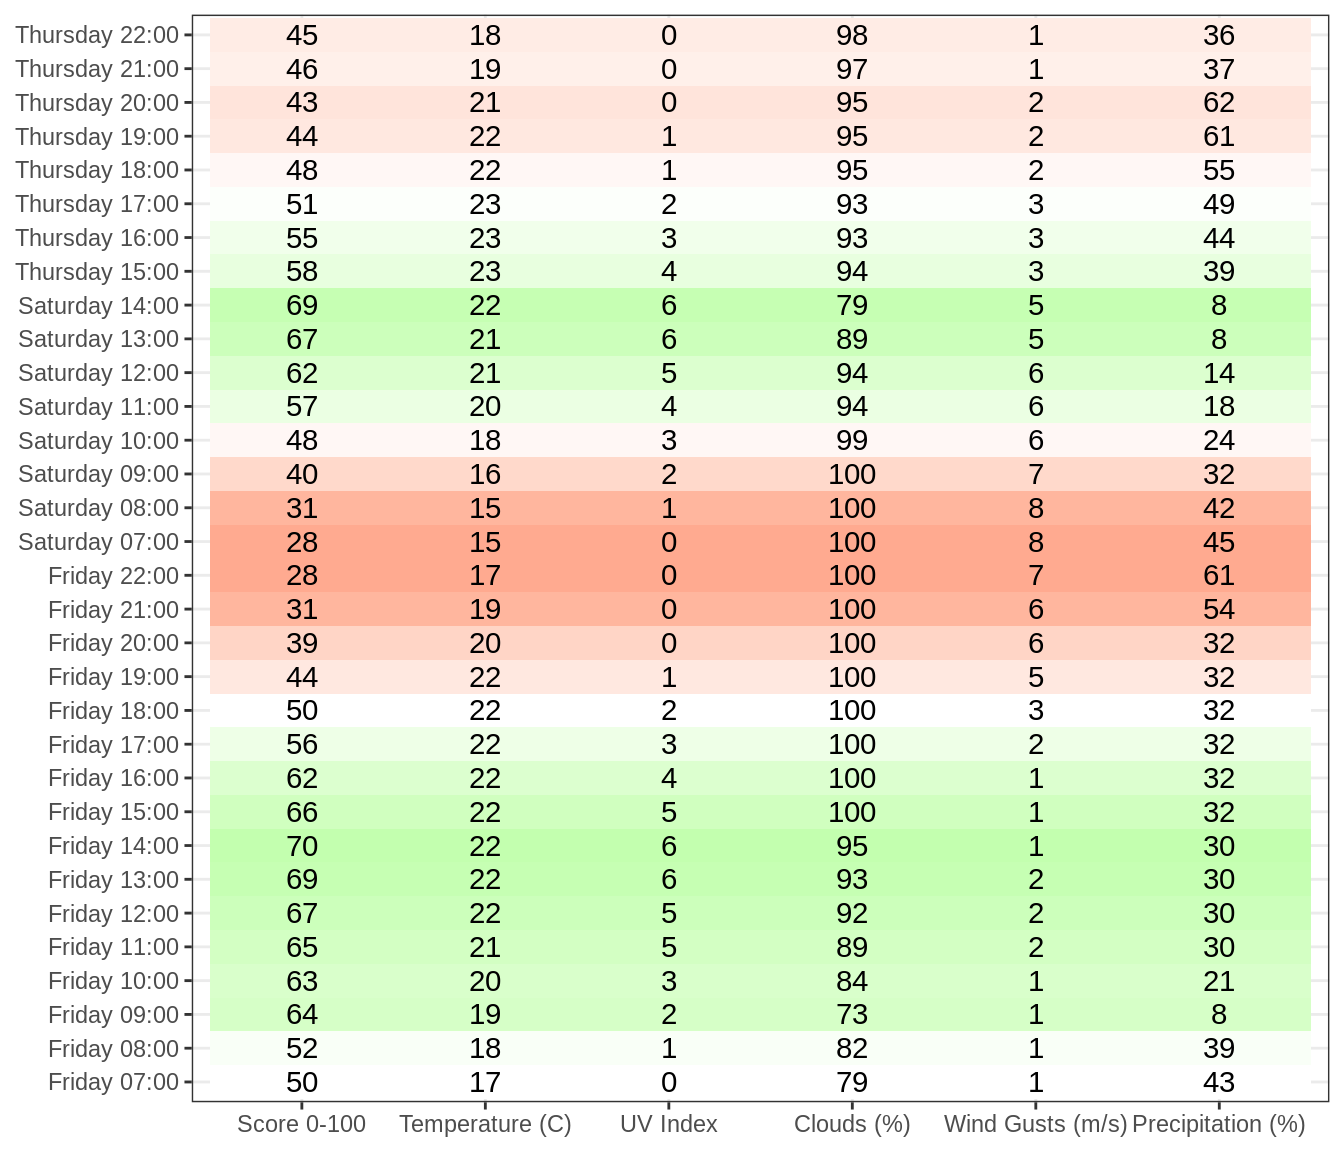 Thursday 22:00 45 18 0 98 1 36
Thursday 21:00 46 19 0 97 1 37
Thursday 20:00 43 21 0 95 2 62
Thursday 19:00 44 22 1 95 2 61
Thursday 18:00 48 22 1 95 2 55
Thursday 17:00 51 23 2 93 3 49
Thursday 16:00 55 23 3 93 3 44
Thursday 15:00 58 23 4 94 3 39
Saturday 14:00 69 22 6 79 5 8
Saturday 13:00 67 21 6 89 5 8
Saturday 12:00 62 21 5 94 6 14
Saturday 11:00 57 20 4 94 6 18
Saturday 10:00 48 18 3 99 6 24
Saturday 09:00 40 16 2 100 7 32
Saturday 08:00 31 15 1 100 8 42
Saturday 07:00 28 15 0 100 8 45
Friday 22:00 28 17 0 100 7 61
Friday 21:00 31 19 0 100 6 54
Friday 20:00 39 20 0 100 6 32
Friday 19:00 44 22 1 100 5 32
Friday 18:00 50 22 2 100 3 32
Friday 17:00 56 22 3 100 2 32
Friday 16:00 62 22 4 100 1 32
Friday 15:00 66 22 5 100 1 32
Friday 14:00 70 22 6 95 1 30
Friday 13:00 69 22 6 93 2 30
Friday 12:00 67 22 5 92 2 30
Friday 11:00 65 21 5 89 2 30
Friday 10:00 63 20 3 84 1 21
Friday 09:00 64 19 2 73 1 8
Friday 08:00 52 18 1 82 1 39
Friday 07:00 50 17 0 79 1 43
Score 0-100 Temperature (C) UV Index Clouds (%) Wind Gusts (m/s) Precipitation (%)